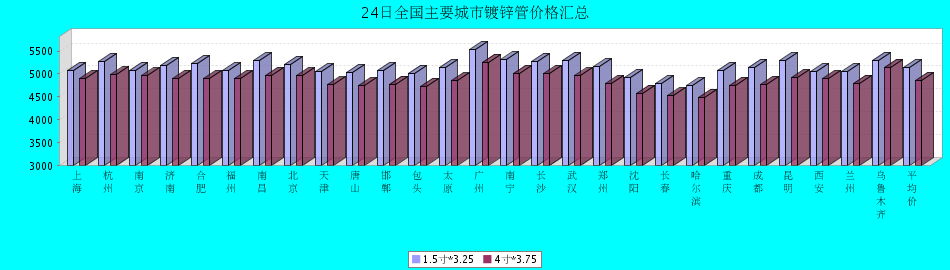 24日全国主要城市镀锌管价格汇总
5500
5000
4500
4000
3500
3000
上海
杭州
南京
济南
合肥
福州
南昌
北京
天津
唐山
邯郸
包头
太原
广州
南宁
长沙
武汉
郑州
沈阳
长春
哈尔滨
重庆
成都
昆明
西安
兰州
乌鲁木齐
平均价
1.5寸*3.25
4寸*3.75